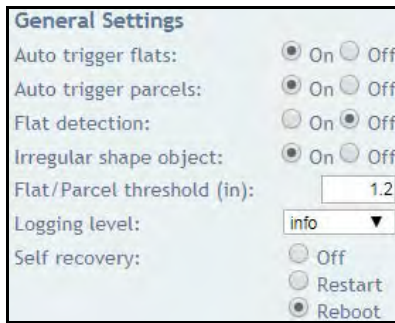 General Settings
Auto trigger flats: On Off
Auto trigger parcels: On Off
Flat detection: On Off
Irregular shape object: On Off
Flat/Parcel threshold (in): 1.2
Logging level: info
Self recovery: Off
Restart
Reboot